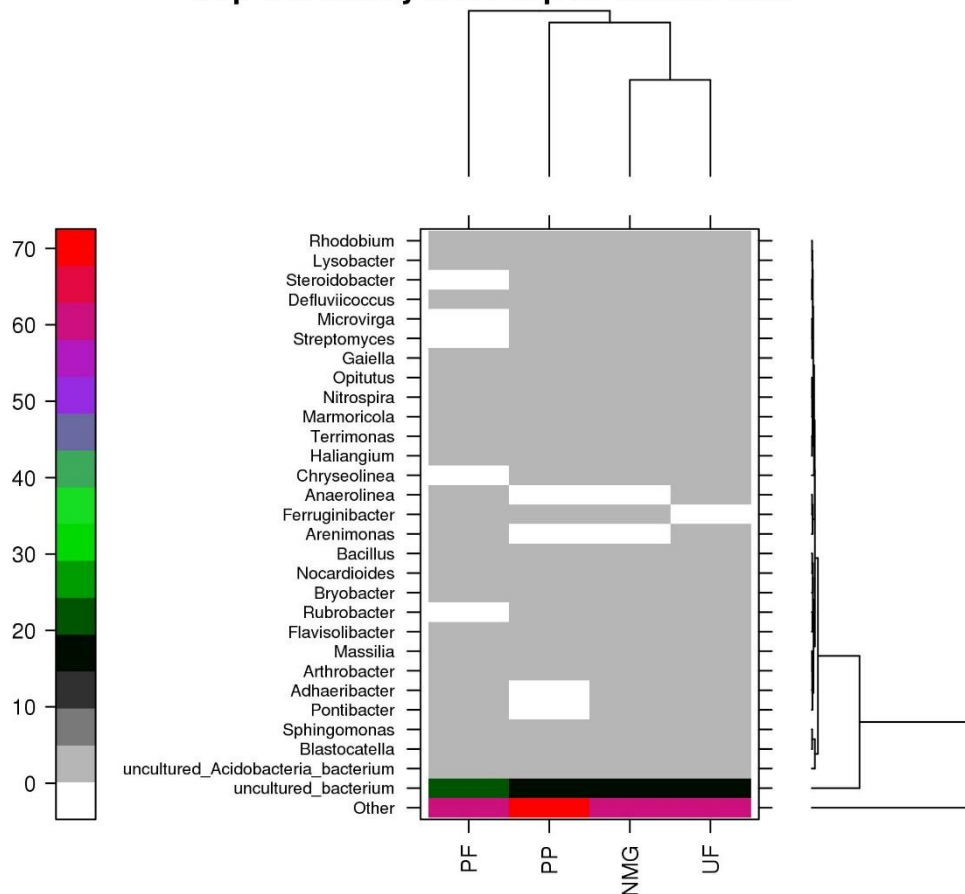 70
60
50
40
30
20
10
0
Rhodobium
Lysobacter
Steroidobacter
Defluviicoccus
Microvirga
Streptomyces
Gaiella
Opitutus
Nitrospira
Marmoricola
Terrimonas
Haliangium
Chryseolinea
Anaerolinea
Ferruginibacter
Arenimonas
Bacillus
Nocardioides
Bryobacter
Rubrobacter
Flavisolibacter
Massilia
Arthrobacter
Adhaeribacter
Pontibacter
Sphingomonas
Blastocatella
uncultured_Acidobacteria_bacterium
uncultured_bacterium
Other
PF
PP
NMG
UF